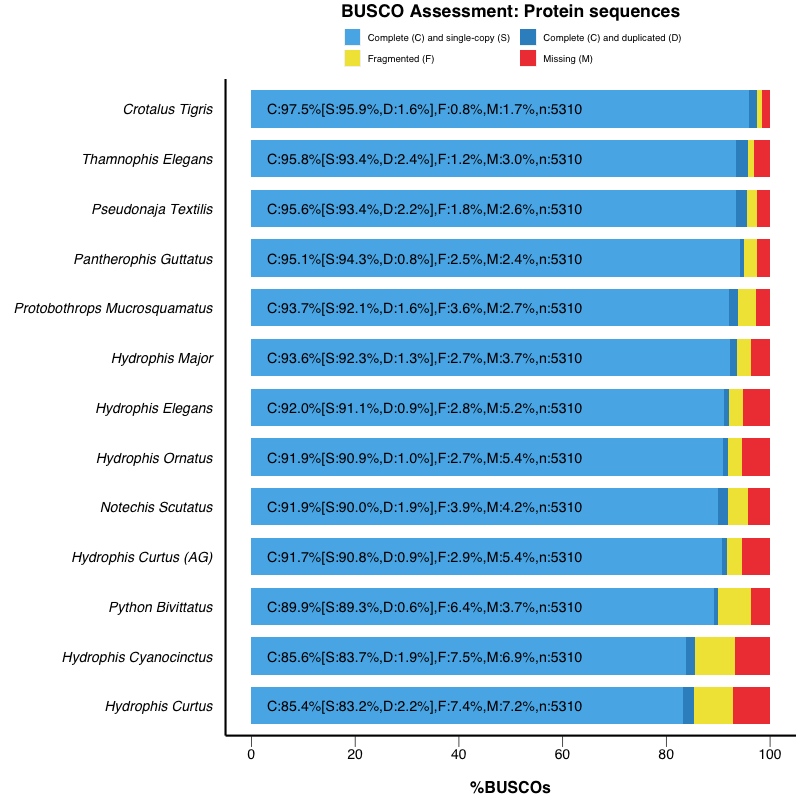 BUSCO Assessment: Protein sequences
Complete (C) and single-copy (S) Complete (C) and duplicated (D)
Fragmented (F) Missing (M)
Crotalus Tigris C:97.5%[S:95.9%,D:1.6%],F:0.8%,M:1.7%,n:5310
Thamnophis Elegans C:95.8%[S:93.4%,D:2.4%],F:1.2%,M:3.0%,n:5310
Pseudonaja Textilis C:95.6%[S:93.4%,D:2.2%],F:1.8%,M:2.6%,n:5310
Pantherophis Guttatus C:95.1%[S:94.3%,D:0.8%],F:2.5%,M:2.4%,n:5310
Protobothrops Mucrosquamatus C:93.7%[S:92.1%,D:1.6%],F:3.6%,M:2.7%,n:5310
Hydrophis Major C:93.6%[S:92.3%,D:1.3%],F:2.7%,M:3.7%,n:5310
Hydrophis Elegans C:92.0%[S:91.1%,D:0.9%],F:2.8%,M:5.2%,n:5310
Hydrophis Ornatus C:91.9%[S:90.9%,D:1.0%],F:2.7%,M:5.4%,n:5310
Notechis Scutatus C:91.9%[S:90.0%,D:1.9%],F:3.9%,M:4.2%,n:5310
Hydrophis Curtus (AG) C:91.7%[S:90.8%,D:0.9%],F:2.9%,M:5.4%,n:5310
Python Bivittatus C:89.9%[S:89.3%,D:0.6%],F:6.4%,M:3.7%,n:5310
Hydrophis Cyanocinctus C:85.6%[S:83.7%,D:1.9%],F:7.5%,M:6.9%,n:5310
Hydrophis Curtus C:85.4%[S:83.2%,D:2.2%],F:7.4%,M:7.2%,n:5310
0 20 40 60 80 100
%BUSCOs